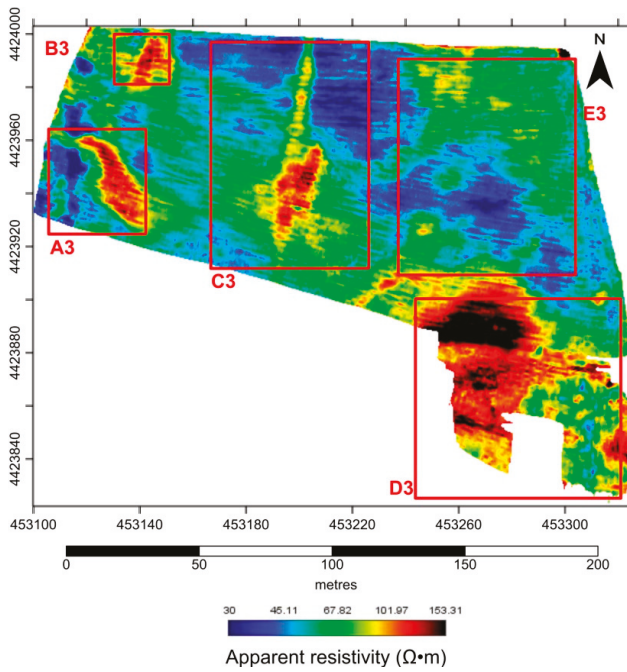 4424000
4423960
4423920
4423880
4423840
B3
A3
C3
E3
D3
N
453100 453140 453180 453220 453260 453300
0 50 100 150 200
metres
30 45.11 67.82 101.97 153.31
Apparent resistivity (Ω•m)